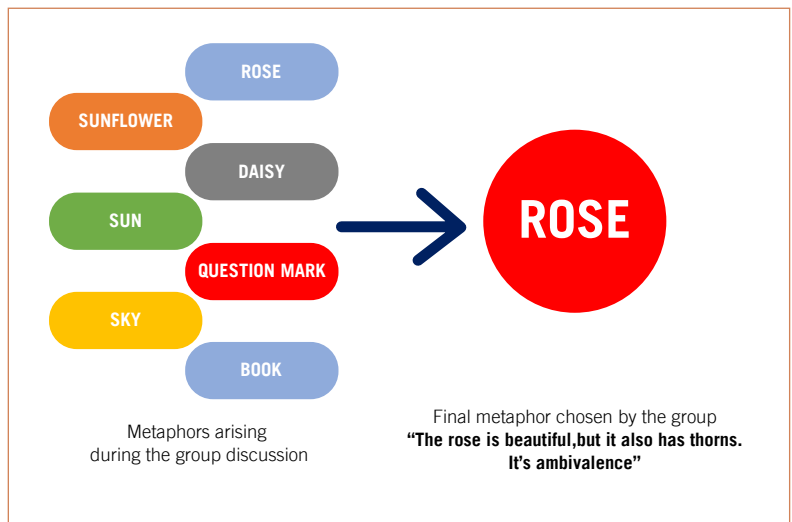 ROSE
SUNFLOWER
DAISY
SUN
QUESTION MARK
SKY
BOOK
Metaphors arising
during the group discussion
ROSE
Final metaphor chosen by the group
“The rose is beautiful,but it also has thorns.
It’s ambivalence”